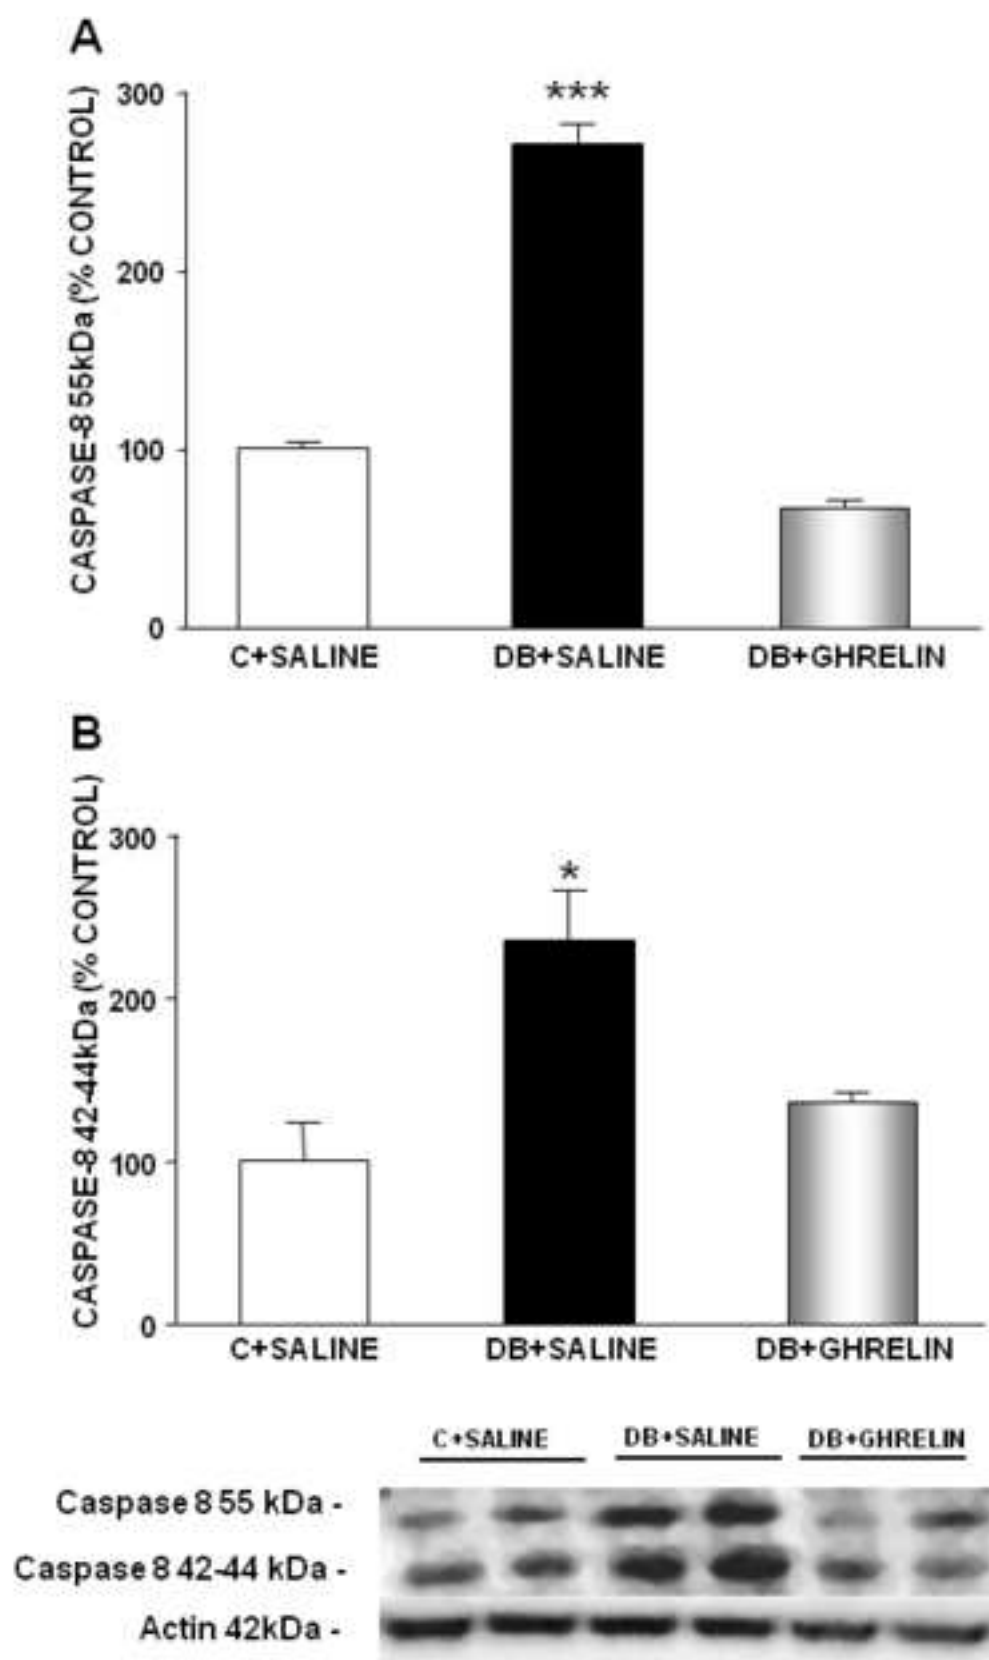 A
CASPASE-8 55kDa (% CONTROL)
300
200
100
0
***
C+SALINE
DB+SALINE
DB+GHRELIN
B
CASPASE-8 42-44kDa (% CONTROL)
300
200
100
0
*
C+SALINE
DB+SALINE
DB+GHRELIN
C+SALINE
DB+SALINE
DB+GHRELIN
Caspase 8 55 kDa -
Caspase 8 42-44 kDa -
Actin 42kDa -